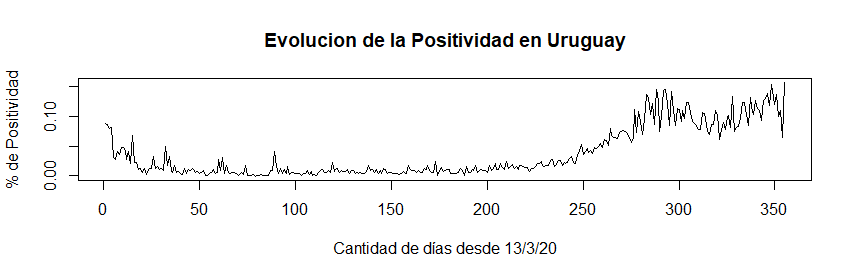 Evolucion de la Positividad en Uruguay
% de Positividad
0.10
0.00
0 50 100 150 200 250 300 350
Cantidad de días desde 13/3/20